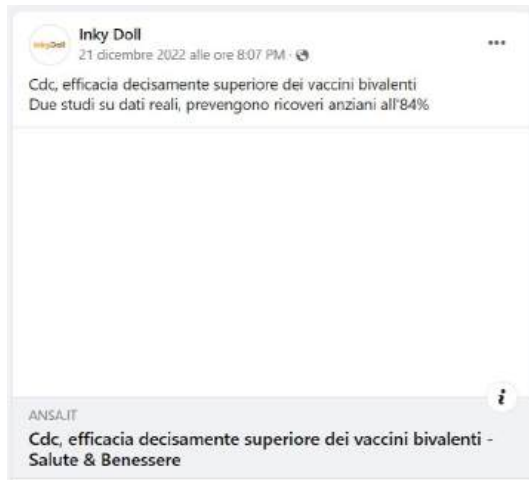 Inky Doll
InkyDoll
21 dicembre 2022 alle ore 8:07 PM ·
Cdc, efficacia decisamente superiore dei vaccini bivalenti
Due studi su dati reali, prevengono ricoveri anziani all'84%
i
ANSA.IT
Cdc, efficacia decisamente superiore dei vaccini bivalenti -
Salute & Benessere